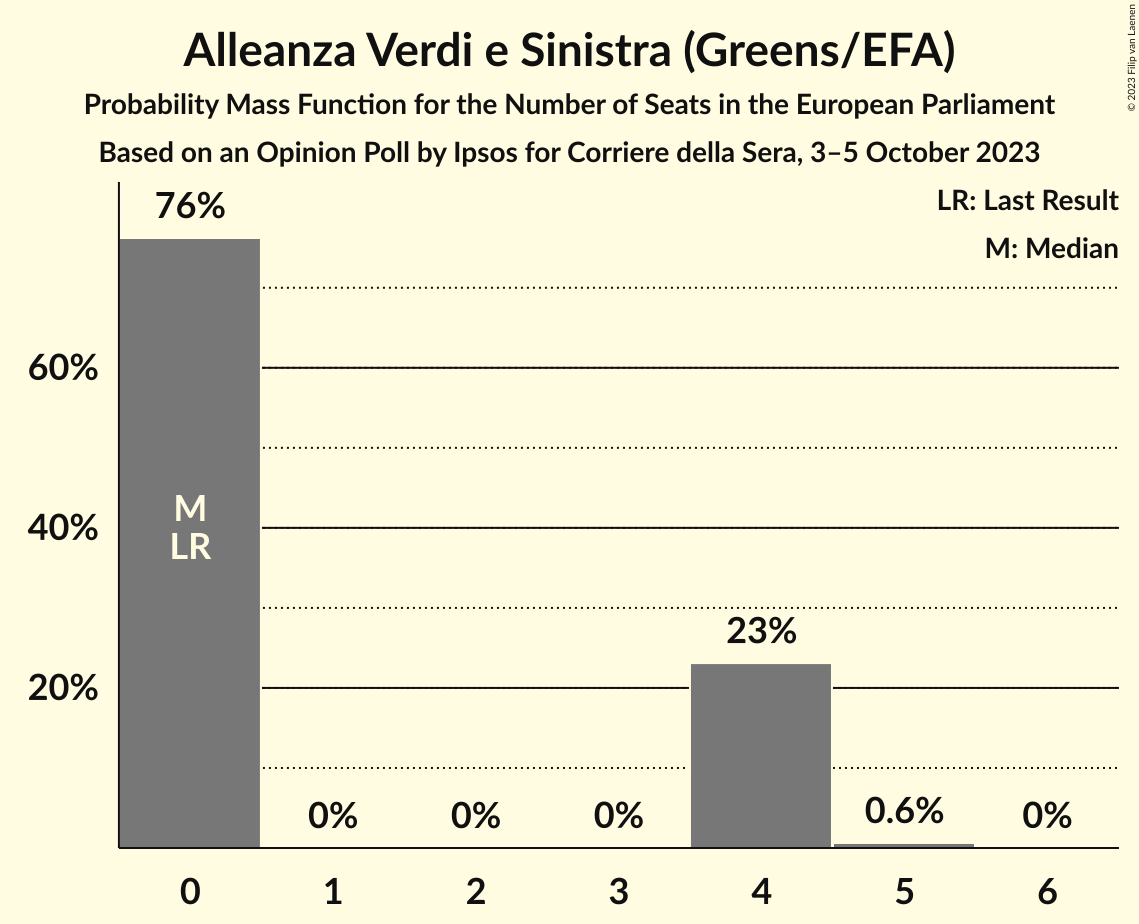 Alleanza Verdi e Sinistra (Greens/EFA)
Probability Mass Function for the Number of Seats in the European Parliament
Based on an Opinion Poll by Ipsos for Corriere della Sera, 3–5 October 2023
© 2023 Filip van Laenen
LR: Last Result
M: Median
76%
60%
40%
20%
M
LR
0%
0%
0%
23%
0.6%
0%
0
1
2
3
4
5
6